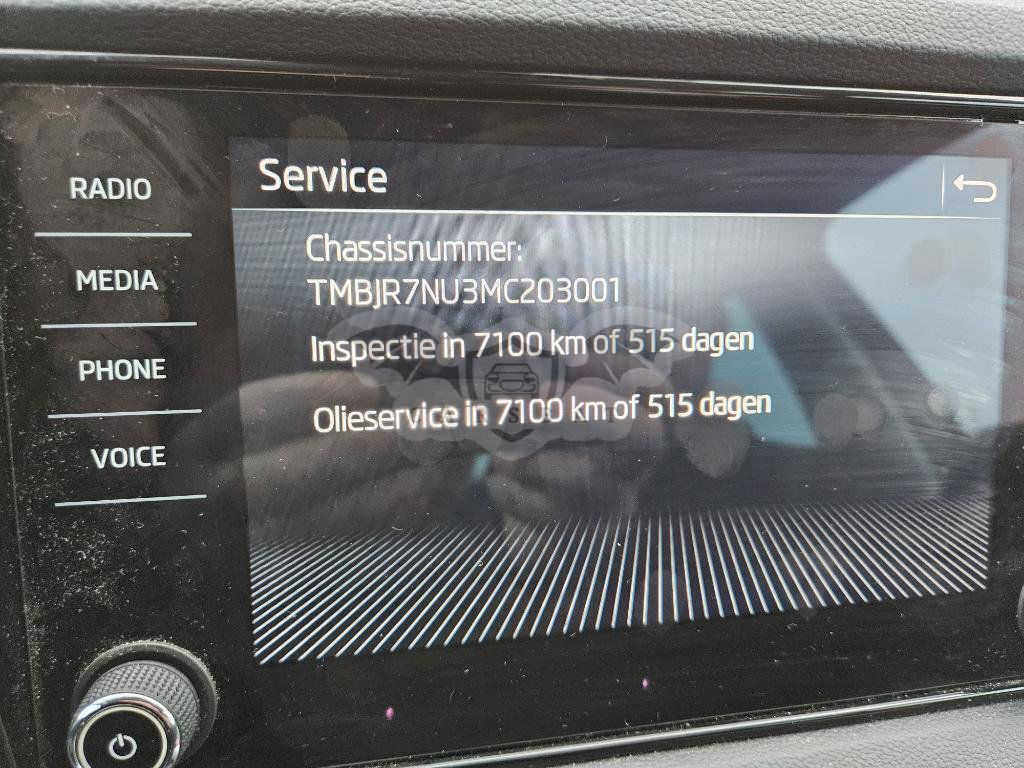 Service
RADIO
MEDIA
PHONE
VOICE
Chassisnummer:
TMBJR7NU3MC203001
Inspectie in 7100 km of 515 dagen
Olieservice in 7100 km of 515 dagen